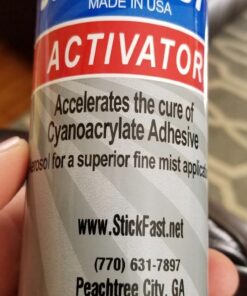 MADE IN USA
ACTIVATOR
Accelerates the cure of
Cyanoacrylate Adhesive
for a superior fine mist
www.StickFast.net
(770) 631-7897
Peachtree City, GA